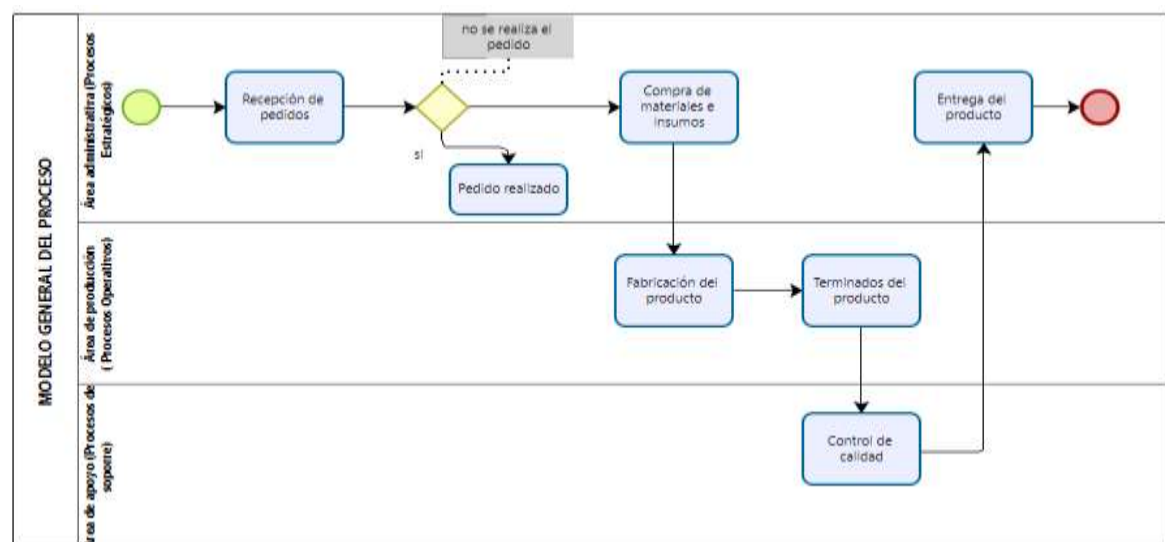 MODELO GENERAL DEL PROCESO
Área administrativa (Procesos
Estratégicos)
no se realiza el
pedido
Recepción de
pedidos
si
Pedido realizado
Compra de
materiales e
insumos
Entrega del
producto
Área de producción
( Procesos Operativos)
Fabricación del
producto
Terminados del
producto
rea de apoyo (Procesos de
soporre)
Control de
calidad